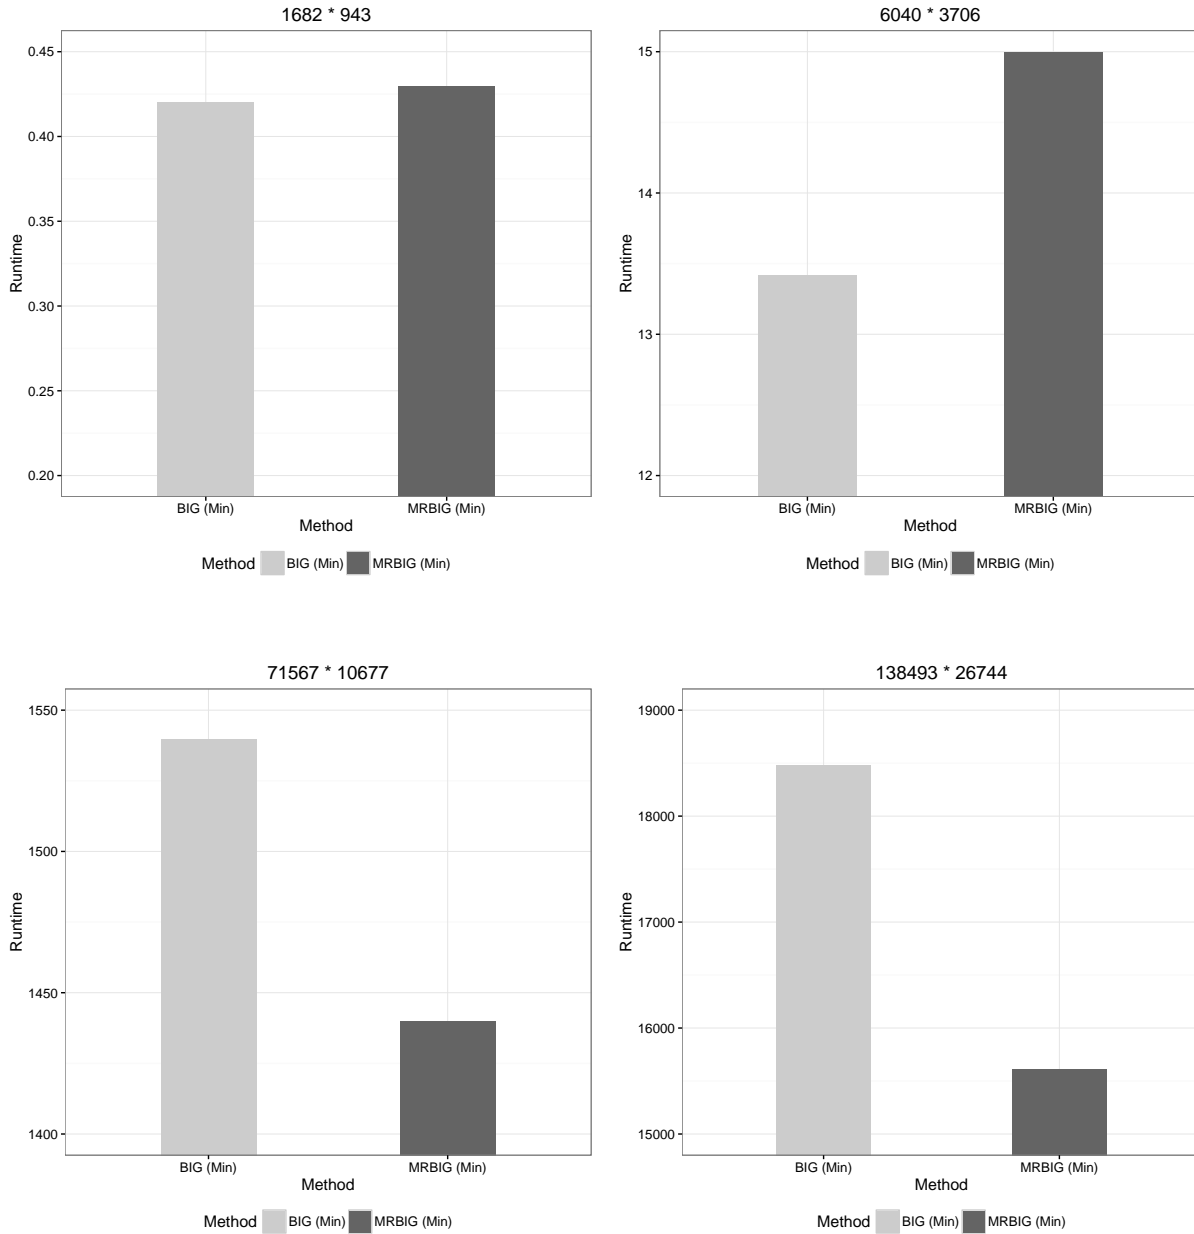 1682 * 943
0.45
0.40
0.35
0.30
0.25
0.20
Runtime
BIG (Min) MRBIG (Min)
Method
Method BIG (Min) MRBIG (Min)
6040 * 3706
15
14
13
12
Runtime
BIG (Min) MRBIG (Min)
Method
Method BIG (Min) MRBIG (Min)
71567 * 10677
1550
1500
1450
1400
Runtime
BIG (Min) MRBIG (Min)
Method
Method BIG (Min) MRBIG (Min)
138493 * 26744
19000
18000
17000
16000
15000
Runtime
BIG (Min) MRBIG (Min)
Method
Method BIG (Min) MRBIG (Min)